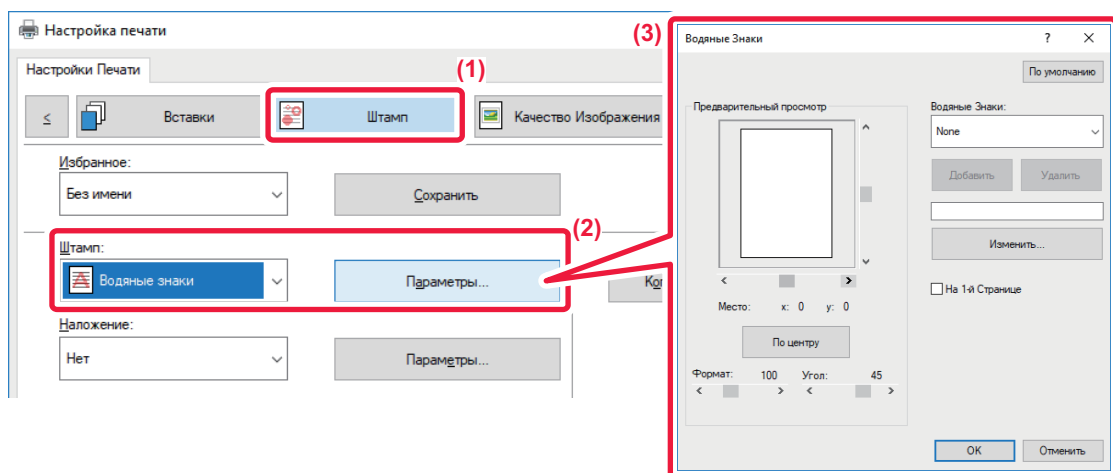 Настройка печати
Настройки Печати
(1)
≤
Вставки
Штамп
Качество Изображения
Избранное:
Без имени
Сохранить
(2)
Штамп:
Водяные знаки
Параметры...
Наложение:
Нет
Параметры...
(3)
Водяные Знаки
?
По умолчанию
Предварительный просмотр
Водяные Знаки:
None
Добавить
Удалить
Изменить...
На 1-й Странице
Место: x: 0 y: 0
По центру
Формат: 100 Угол: 45
OK
Отменить